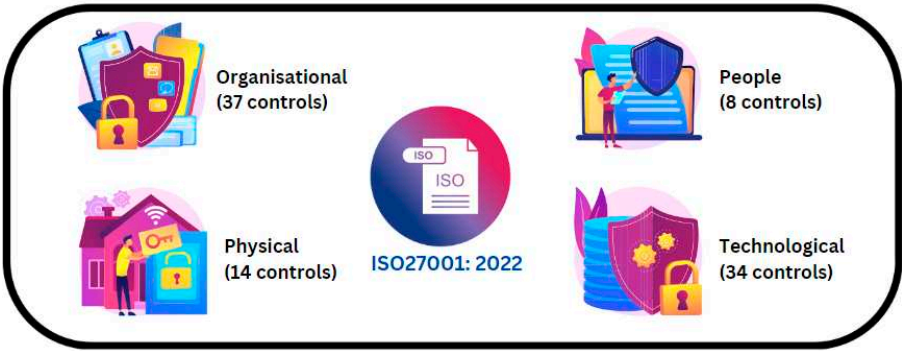 Organisational
(37 controls)
People
(8 controls)
ISO
ISO
ISO27001: 2022
Physical
(14 controls)
Technological
(34 controls)